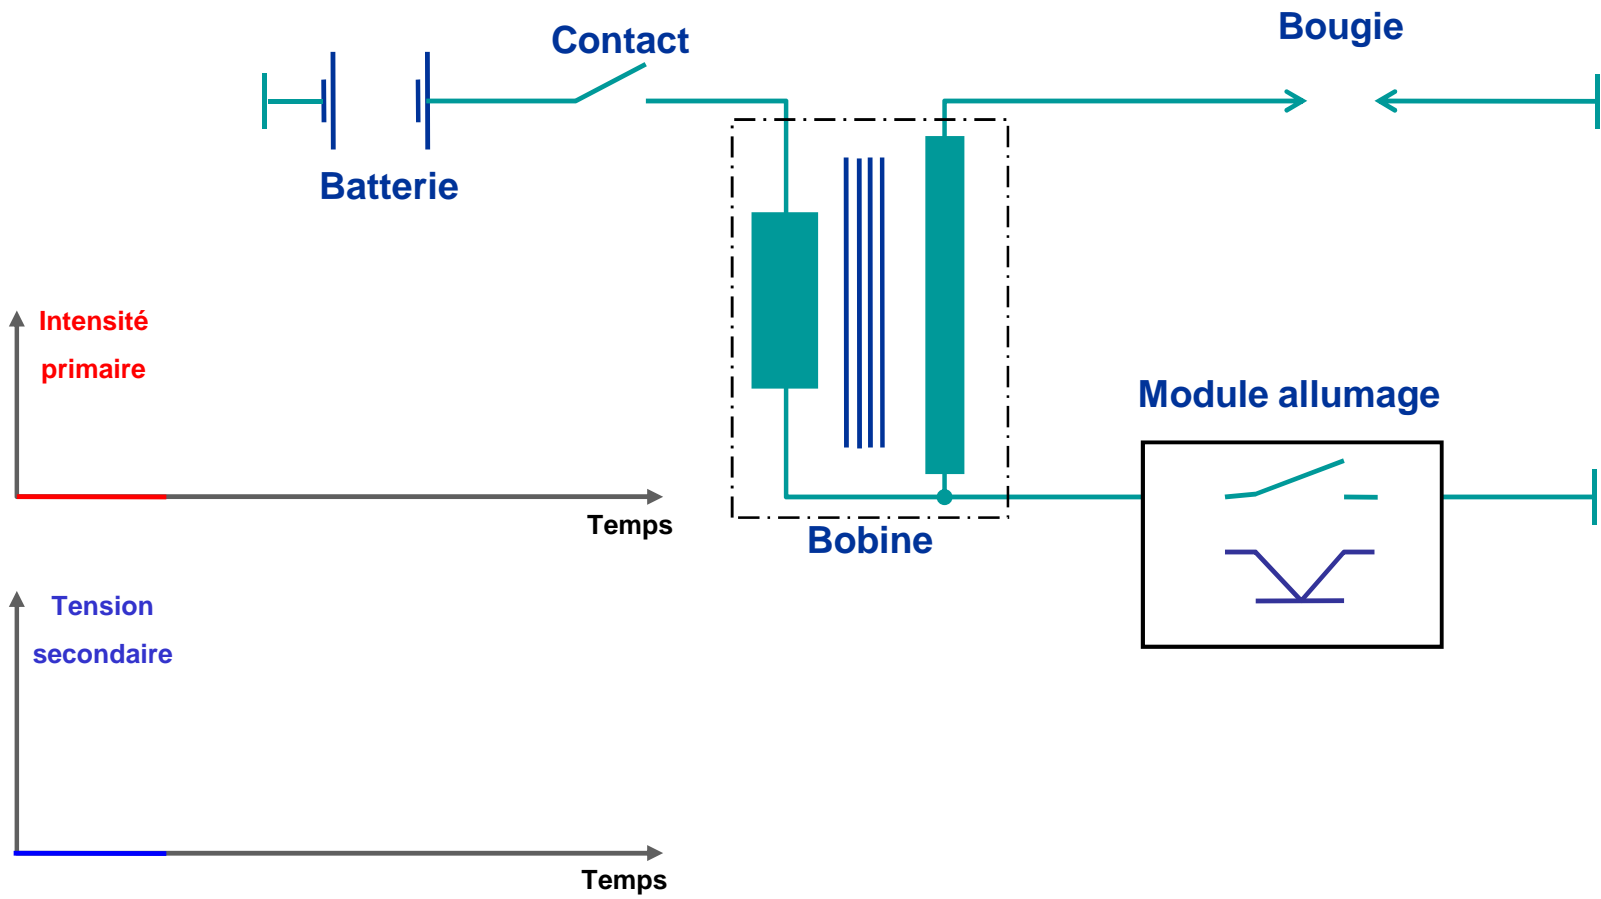 Bougie
Contact
Batterie
Intensité
primaire
Module allumage
Temps
Bobine
Tension
secondaire
Temps